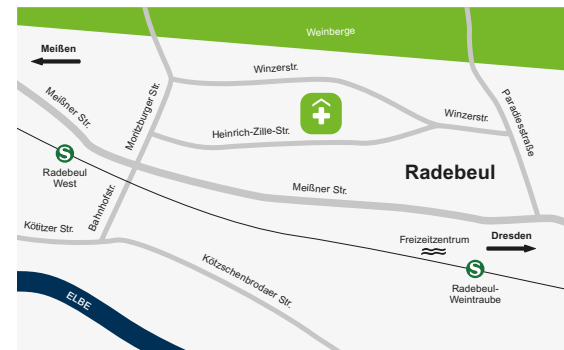 Weinberge
Meißen
Winzerstr.
Meißner Str.
Moritzburger Str.
Paradiesstraße
Winzerstr.
Heinrich-Zille-Str.
S
Radebeul
West
Radebeul
Meißner Str.
Bahnhofstr.
Kötitzer Str.
Dresden
Freizeitzentrum
Kötzschenbrodaer Str.
S
Radebeul-
Weintraube
ELBE